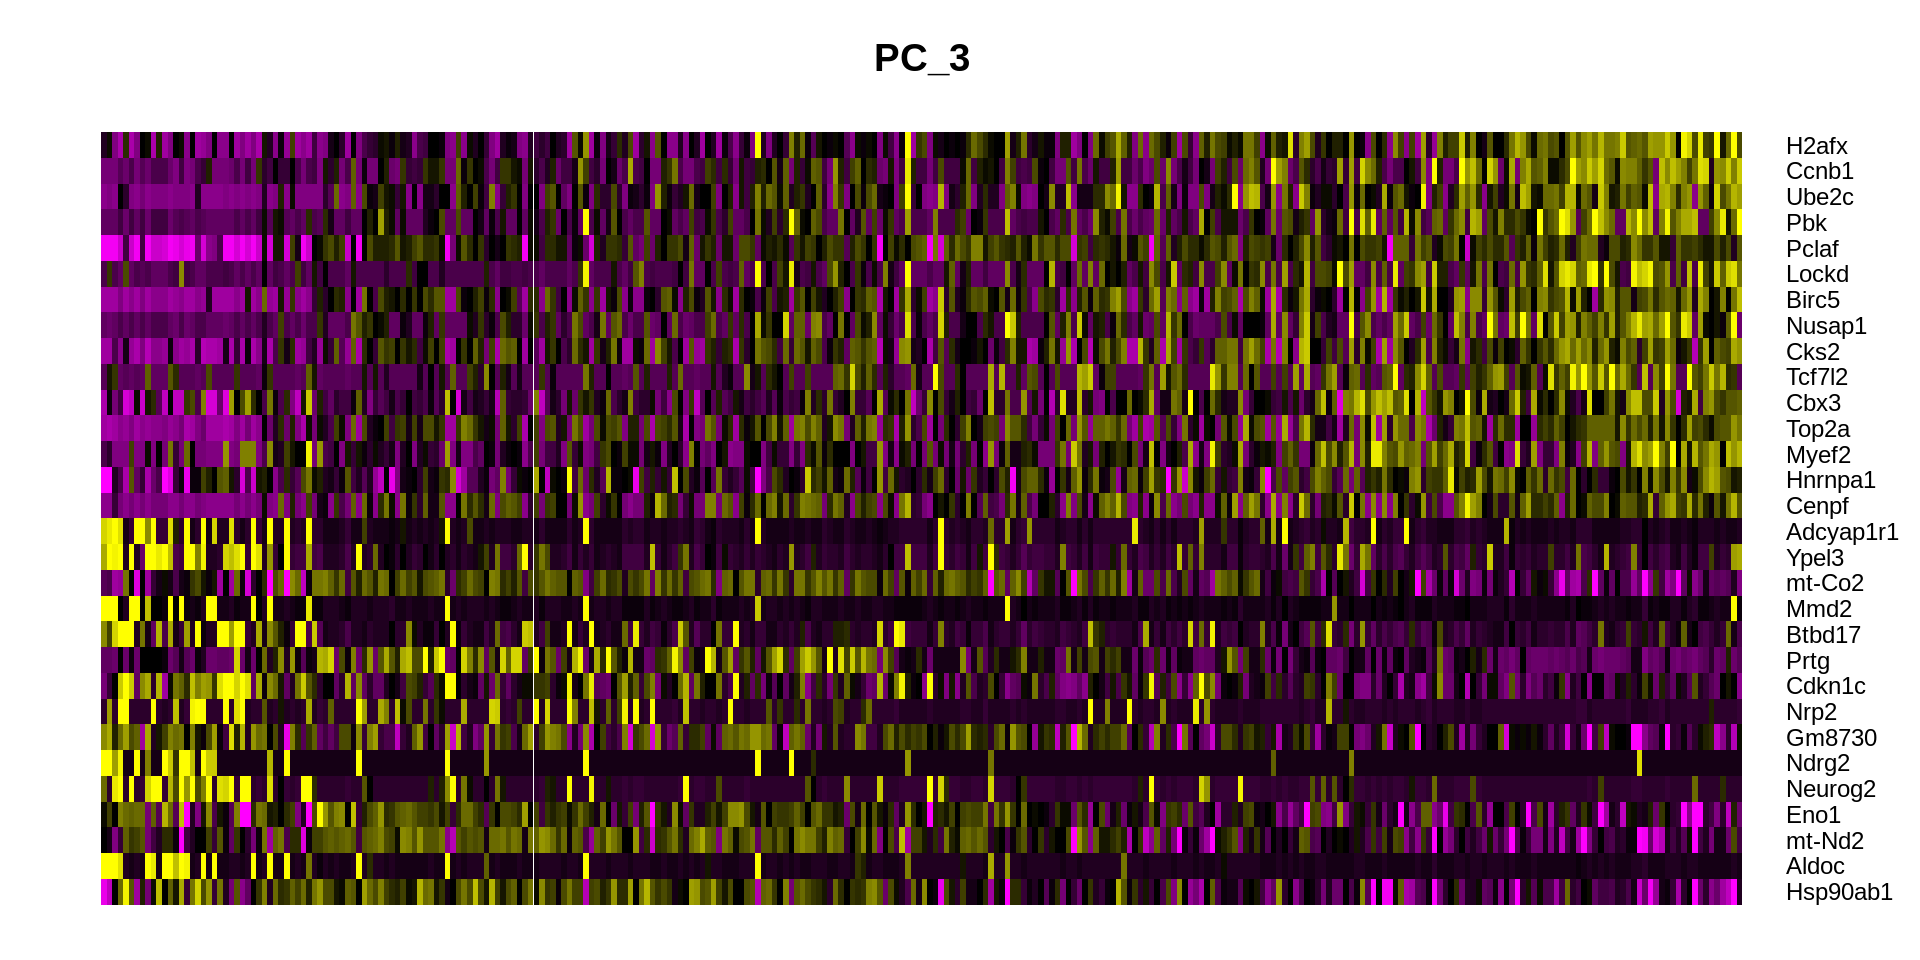 PC_3
H2afx
Ccnb1
Ube2c
Pbk
Pclaf
Lockd
Birc5
Nusap1
Cks2
Tcf7l2
Cbx3
Top2a
Myef2
Hnrnpa1
Cenpf
Adcyap1r1
Ypel3
mt-Co2
Mmd2
Btbd17
Prtg
Cdkn1c
Nrp2
Gm8730
Ndrg2
Neurog2
Eno1
mt-Nd2
Aldoc
Hsp90ab1